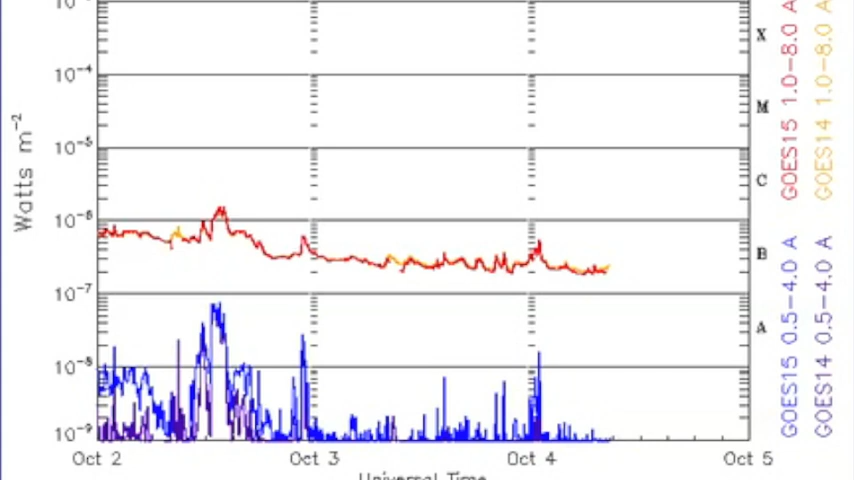 10⁻⁴
10⁻⁵
10⁻⁶
10⁻⁷
10⁻⁸
10⁻⁹
Watts m⁻²
X
M
C
B
A
Oct 2
Oct 3
Oct 4
Oct 5
Universal Time
GOES15 0.5-4.0 A GOES15 1.0-8.0 A
GOES14 0.5-4.0 A GOES14 1.0-8.0 A